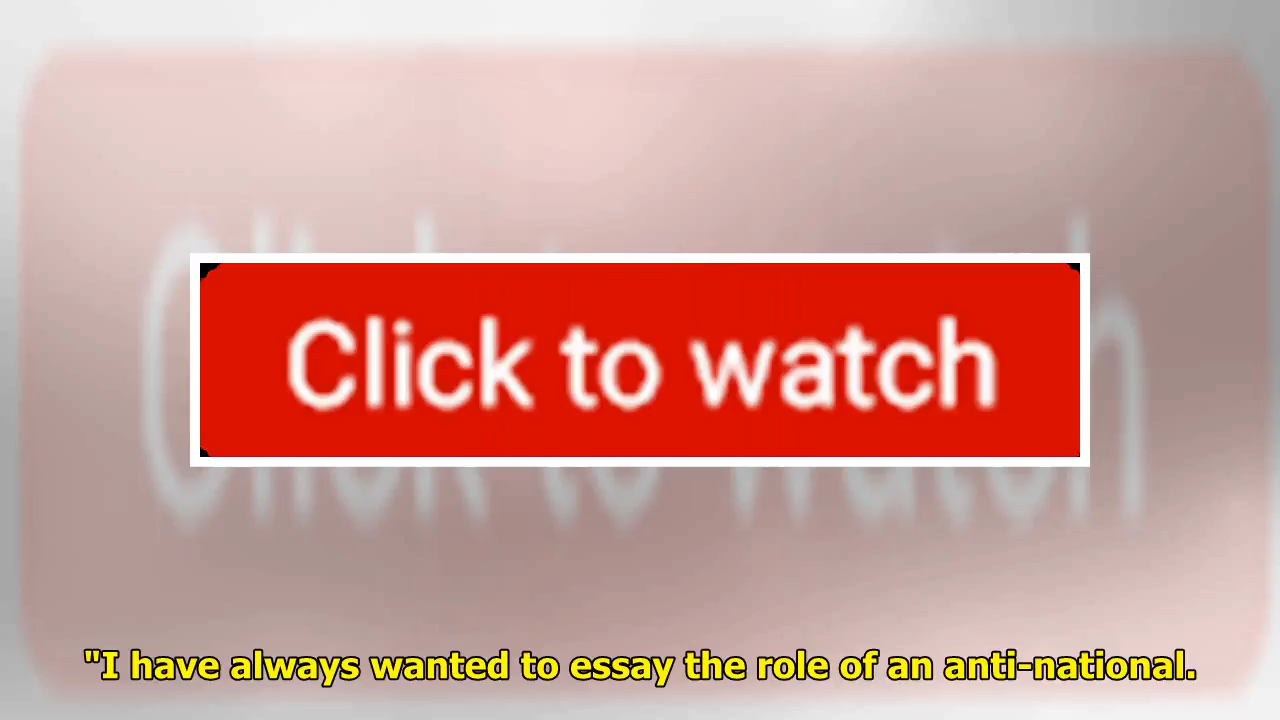 Click to watch
"I have always wanted to essay the role of an anti-national.